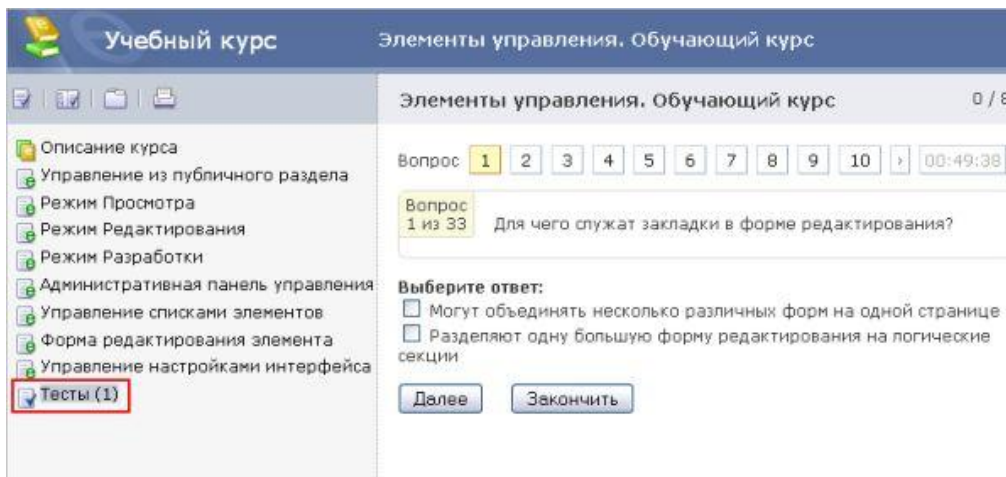 Учебный курс
Элементы управления. Обучающий курс
Элементы управления. Обучающий курс
0 / 8
Описание курса
Управление из публичного раздела
Режим Просмотра
Режим Редактирования
Режим Разработки
Административная панель управления
Управление списками элементов
Форма редактирования элемента
Управление настройками интерфейса
Тесты (1)
Вопрос 1 2 3 4 5 6 7 8 9 10 › 00:49:38
Вопрос
1 из 33
Для чего служат закладки в форме редактирования?
Выберите ответ:
Могут объединять несколько различных форм на одной странице
Разделяют одну большую форму редактирования на логические
секции
Далее
Закончить